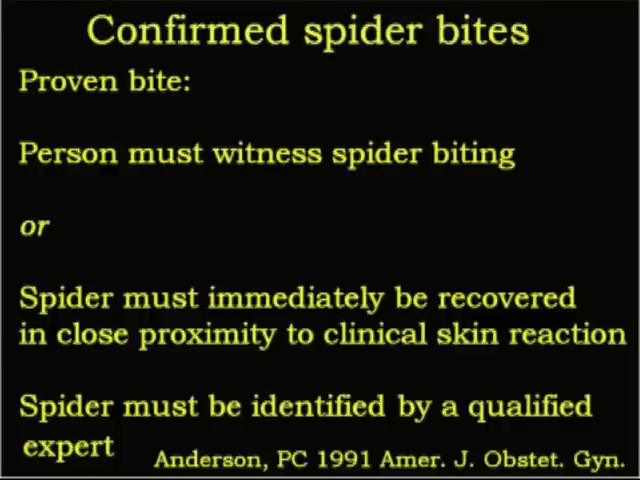 Confirmed spider bites
Proven bite:
Person must witness spider biting
or
Spider must immediately be recovered
in close proximity to clinical skin reaction
Spider must be identified by a qualified
expert
Anderson, PC 1991 Amer. J. Obstet. Gyn.